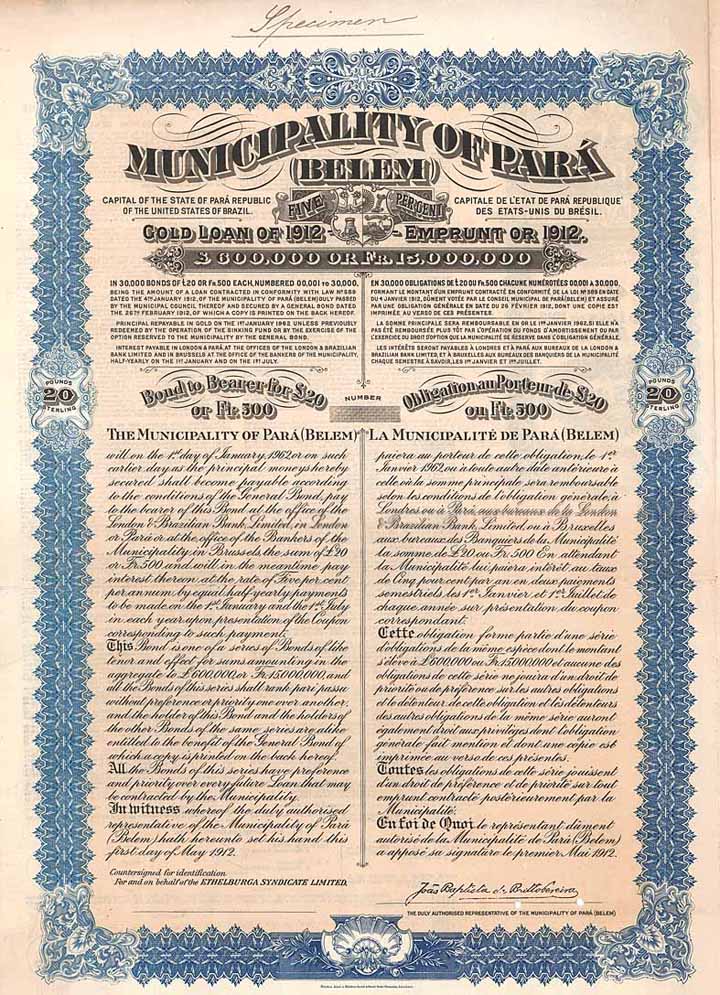 Specimen
MUNICIPALITY OF PARÁ
(BELEM)
CAPITAL OF THE STATE OF PARÁ REPUBLIC
OF THE UNITED STATES OF BRAZIL.
FIVE PERCENT
CAPITALE DE L'ETAT DE PARÁ REPUBLIQUE
DES ETATS-UNIS DU BRÉSIL.
GOLD LOAN OF 1912 - EMPRUNT OR 1912.
£600,000 OR FR. 15,000,000
IN 30,000 BONDS OF £20 OR FR. 500 EACH, NUMBERED 00,001 TO 30,000,
BEING THE AMOUNT OF A LOAN CONTRACTED IN CONFORMITY WITH LAW Nº 589
DATED THE 4TH JANUARY 1912, OF THE MUNICIPALITY OF PARÁ (BELEM) DULY PASSED
BY THE MUNICIPAL COUNCIL THEREOF AND SECURED BY A GENERAL BOND DATED
THE 26TH FEBRUARY 1912, OF WHICH A COPY IS PRINTED ON THE BACK HEREOF.
PRINCIPAL REPAYABLE IN GOLD ON THE 1ST JANUARY 1962 UNLESS PREVIOUSLY
REDEEMED BY THE OPERATION OF THE SINKING FUND OR BY THE EXERCISE OF THE
OPTION RESERVED TO THE MUNICIPALITY BY THE GENERAL BOND.
INTEREST PAYABLE IN LONDON & PARÁ AT THE OFFICES OF THE LONDON & BRAZILIAN
BANK LIMITED AND IN BRUSSELS AT THE OFFICE OF THE BANKERS OF THE MUNICIPALITY,
HALF-YEARLY ON THE 1ST JANUARY AND ON THE 1ST JULY.
EN 30,000 OBLIGATIONS DE £20 OU FR. 500 CHACUNE NUMÉROTÉES 00,001 A 30,000,
FORMANT LE MONTANT D'UN EMPRUNT CONTRACTÉ EN CONFORMITÉ DE LA LOI Nº 589 EN DATE
DU 4 JANVIER 1912, DÛMENT VOTÉE PAR LE CONSEIL MUNICIPAL DE PARÁ (BELEM) ET ASSURÉ
PAR UNE OBLIGATION GÉNÉRALE EN DATE DU 26 FÉVRIER 1912, DONT UNE COPIE EST
IMPRIMÉE AU VERSO DE CES PRÉSENTES.
LA SOMME PRINCIPALE SERA REMBOURSABLE EN OR LE 1ER JANVIER 1962, SI ELLE N'A
PAS ÉTÉ REMBOURSÉE PLUS TÔT PAR L'OPÉRATION DU FONDS D'AMORTISSEMENT OU PAR
L'EXERCICE DU DROIT D'OPTION QUE LA MUNICIPALITÉ SE RÉSERVE DANS L'OBLIGATION GÉNÉRALE.
LES INTÉRÊTS SERONT PAYABLES À LONDRES ET À PARÁ AUX BUREAUX DE LA LONDON &
BRAZILIAN BANK LIMITED, ET À BRUXELLES AUX BUREAUX DES BANQUIERS DE LA MUNICIPALITÉ
CHAQUE SEMESTRE À SAVOIR, LES 1ER JANVIER ET 1ER JUILLET.
POUNDS
20
STERLING
Bond to Bearer for £20
or Fr. 500
NUMBER
Obligation au Porteur de £20
ou Fr. 500
POUNDS
20
STERLING
THE MUNICIPALITY OF PARÁ (BELEM)
will on the 1st day of January, 1962 or on such
earlier day as the principal moneys hereby
secured shall become payable according
to the conditions of the General Bond, pay
to the bearer of this Bond at the office of the
London & Brazilian Bank, Limited, in London
or Pará or at the office of the Bankers of the
Municipality in Brussels, the sum of £20
or Fr. 500 and will in the meantime pay
interest thereon at the rate of Five per cent
per annum by equal half-yearly payments
to be made on the 1st January and the 1st July
in each year upon presentation of the Coupon
corresponding to such payment.
This Bond is one of a series of Bonds of like
tenor and effect for sums amounting in the
aggregate to £600,000, or Fr. 15,000,000, and
all the Bonds of this series shall rank pari passu
without preference or priority one over another,
and the holder of this Bond and the holders of
the other Bonds of the same series are alike
entitled to the benefit of the General Bond of
which a copy is printed on the back hereof.
All the Bonds of this series have preference
and priority over every future Loan that may
be contracted by the Municipality.
In Witness whereof the duly authorised
representative of the Municipality of Pará
(Belem) hath hereunto set his hand this
first day of May 1912.
LA MUNICIPALITÉ DE PARÁ (BELEM)
paiera au porteur de cette obligation, le 1er
Janvier 1962 ou à toute autre date antérieure à
celle où la somme principale sera remboursable
selon les conditions de l'obligation générale, à
Londres ou à Pará, aux bureaux de la London
& Brazilian Bank, Limited ou à Bruxelles
aux bureaux des Banquiers de la Municipalité
la somme de £20 ou Fr. 500 En attendant
la Municipalité lui paiera intérêt au taux
de Cinq pour cent par an en deux paiements
semestriels, les 1er Janvier et 1er Juillet de
chaque année sur présentation du coupon
correspondant.
Cette obligation forme partie d'une série
d'obligations de la même espèce dont le montant
s'élève à £600,000 ou Fr. 15,000,000 et aucune des
obligations de cette série ne jouira d'un droit de
priorité ou de préférence sur les autres obligations
et le détenteur de cette obligation et les détenteurs
des autres obligations de la même série auront
également droit aux privilèges dont l'obligation
générale fait mention et dont une copie est
imprimée au verso de ces présentes.
Toutes les obligations de cette série jouissent
d'un droit de préférence et de priorité sur tout
emprunt contracté postérieurement par la
Municipalité.
En foi de Quoi le représentant dûment
autorisé de la Municipalité de Pará (Belem)
a apposé sa signature le premier Mai 1912.
Countersigned for identification
For and on behalf of the ETHELBURGA SYNDICATE LIMITED,
João Baptista
THE DULY AUTHORISED REPRESENTATIVE OF THE MUNICIPALITY OF PARÁ (BELEM)